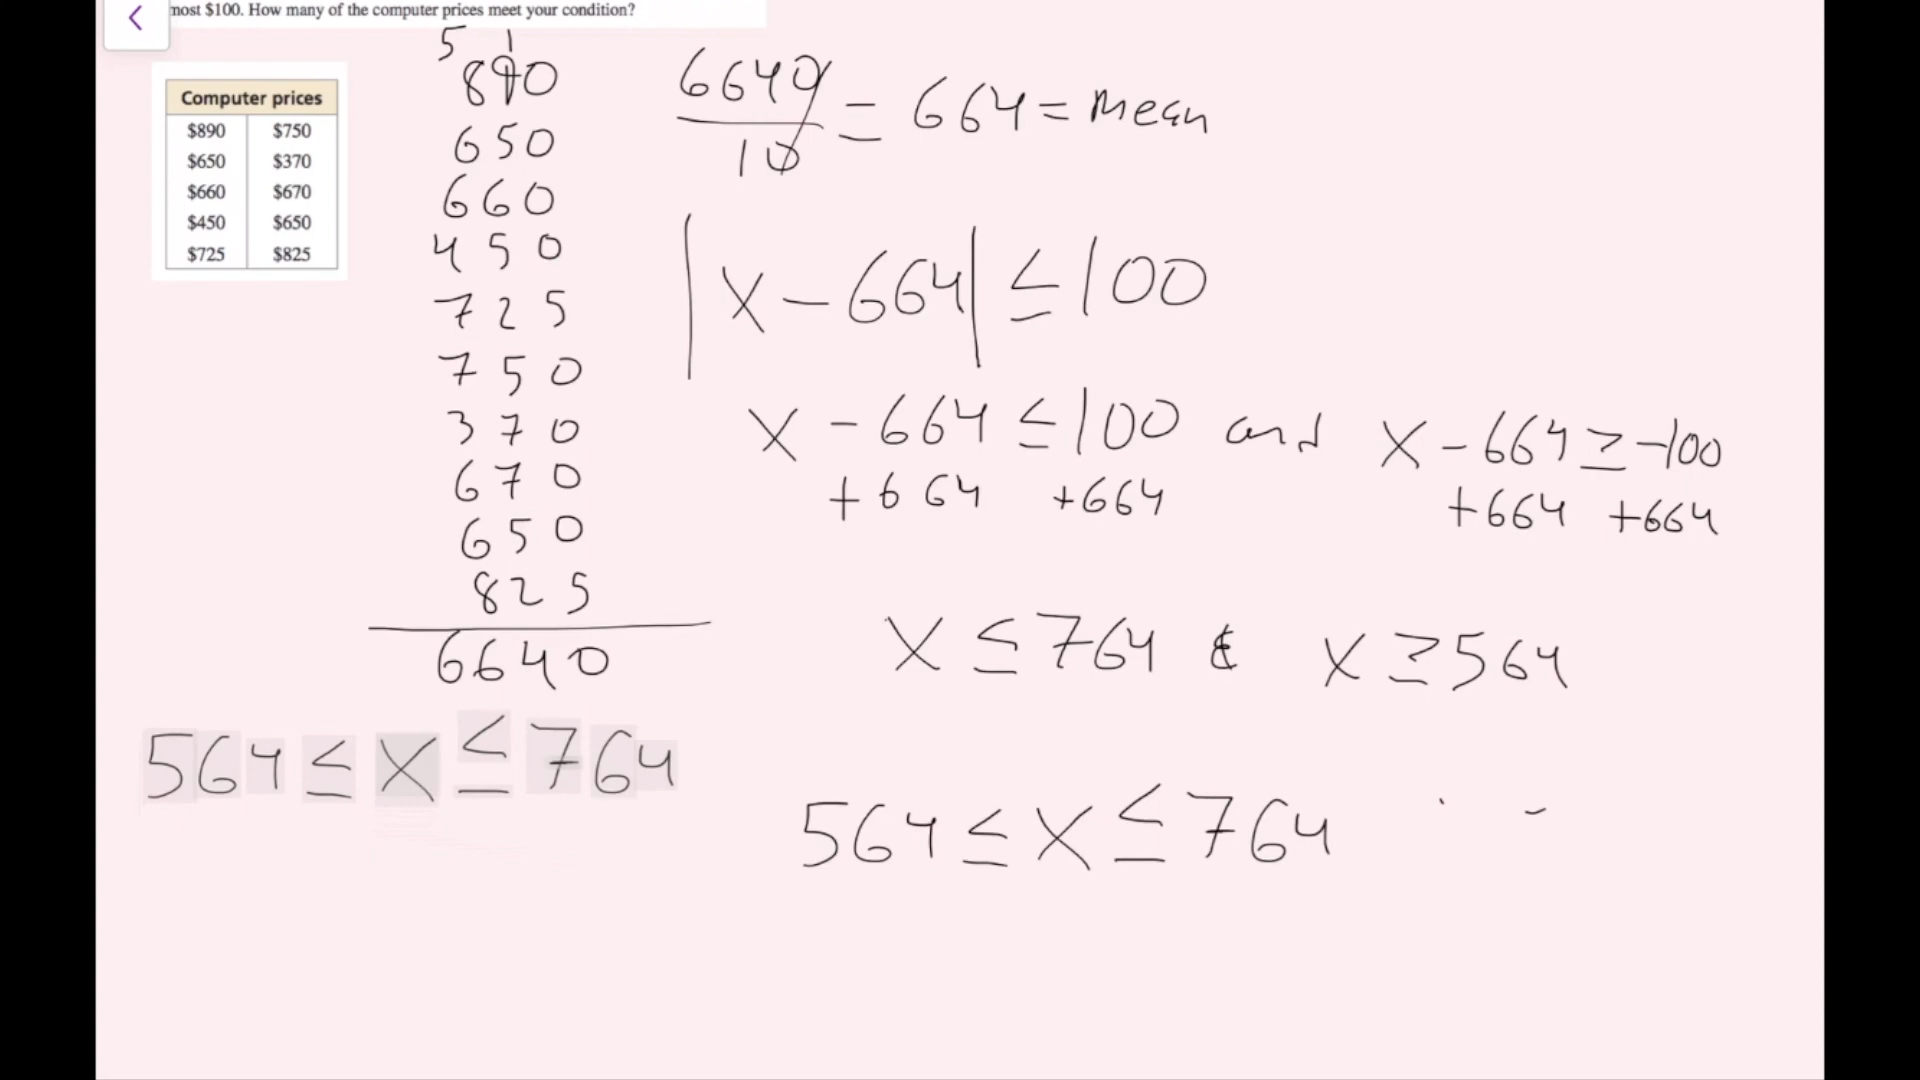 most $100. How many of the computer prices meet your condition?
Computer prices
$890 $750
$650 $370
$660 $670
$450 $650
$725 $825
5 1
890
650
660
450
725
750
370
670
650
825
6640
6640/10 = 664 = mean
|x - 664| ≤ 100
x - 664 ≤ 100 and x - 664 ≥ -100
+664 +664 +664 +664
x ≤ 764 & x ≥ 564
564 ≤ x ≤ 764
564 ≤ x ≤ 764